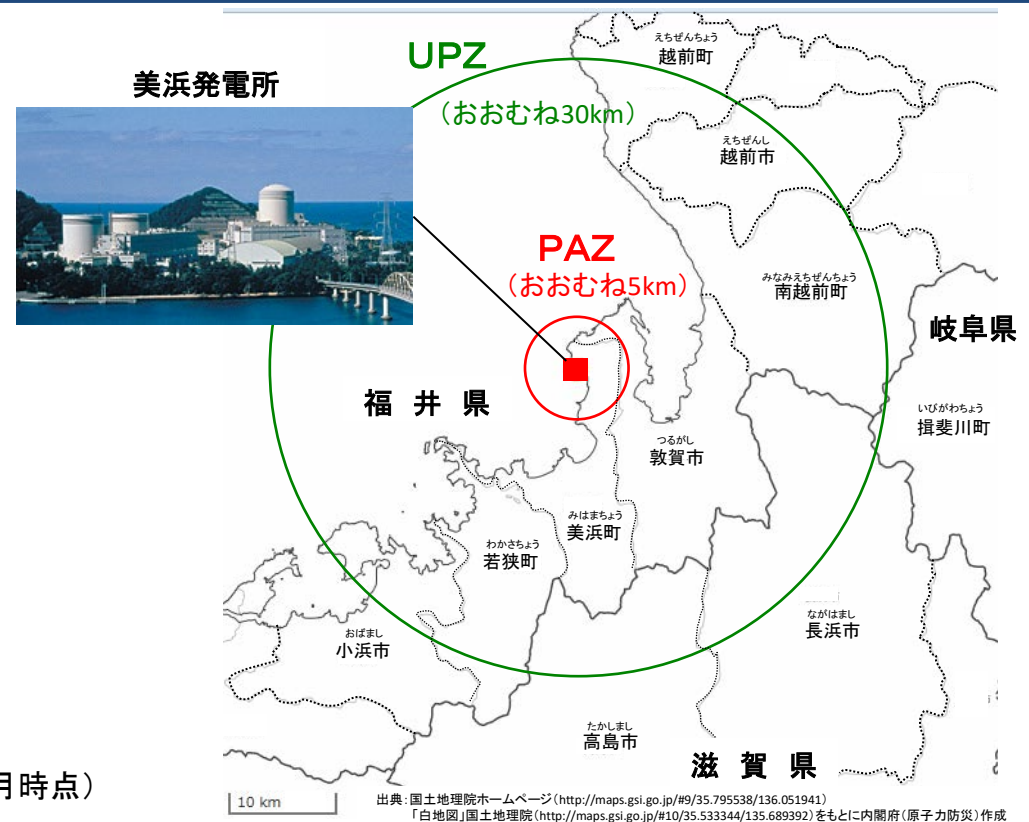 美浜発電所
UPZ
(おおむね30km)
えちぜんちょう
越前町
えちぜんし
越前市
PAZ
(おおむね5km)
みなみえちぜんちょう
南越前町
岐阜県
福井県
いびがわちょう
揖斐川町
つるがし
敦賀市
みはまちょう
美浜町
わかさちょう
若狭町
ながはまし
長浜市
おばまし
小浜市
たかしまし
高島市
滋賀県
月時点)
10 km
出典:国土地理院ホームページ(http://maps.gsi.go.jp/#9/35.795538/136.051941)
「白地図」国土地理院(http://maps.gsi.go.jp/#10/35.533344/135.689392)をもとに内閣府(原子力防災)作成